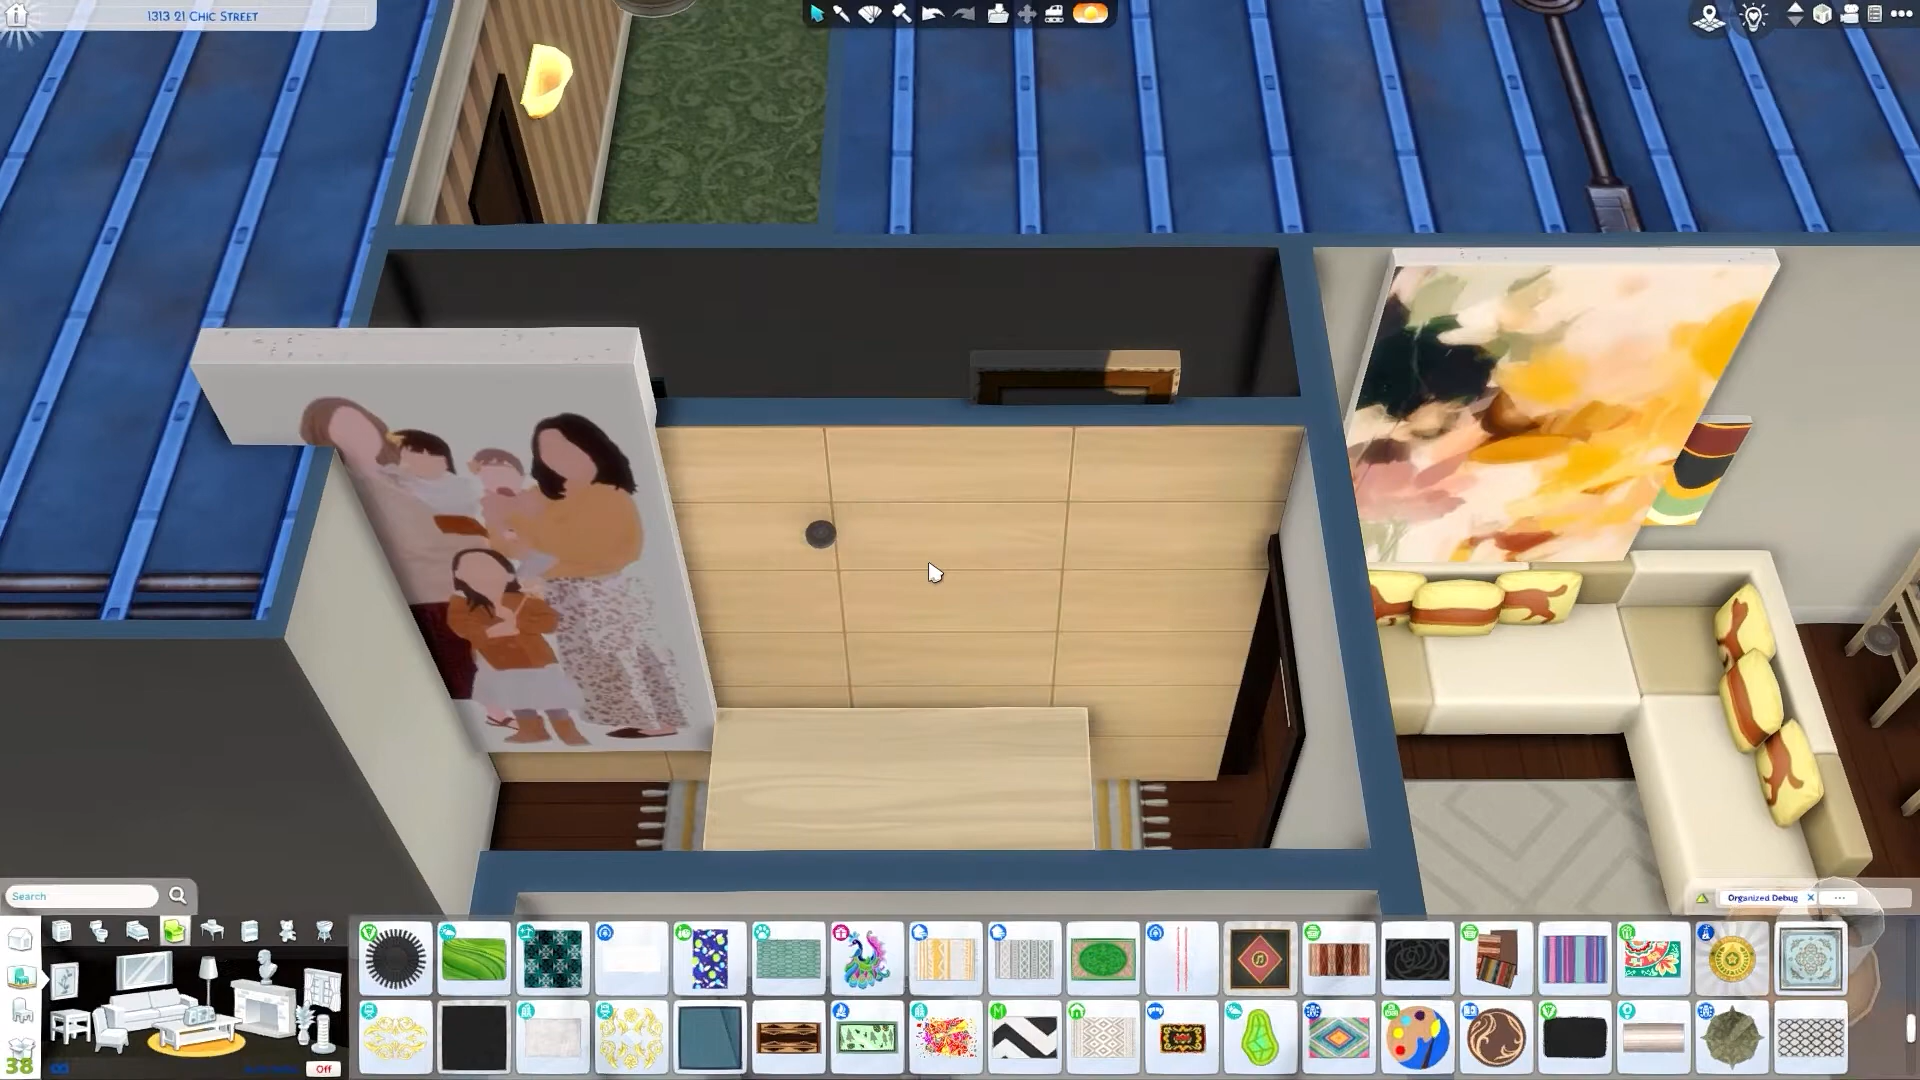 1313 21 Chic Street
Search
Organized Debug
38
Off